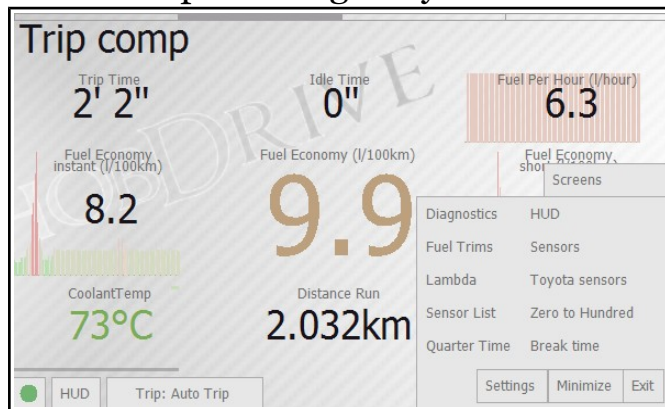 Trip comp
Trip Time
2' 2"
Idle Time
0"
Fuel Per Hour (l/hour)
6.3
Fuel Economy
instant (l/100km)
8.2
Fuel Economy (l/100km)
9.9
Fuel Economy
CoolantTemp
73°C
Distance Run
2.032km
Screens
Diagnostics HUD
Fuel Trims Sensors
Lambda Toyota sensors
Sensor List Zero to Hundred
Quarter Time Break time
Settings Minimize Exit
HUD Trip: Auto Trip
HOBDRIVE